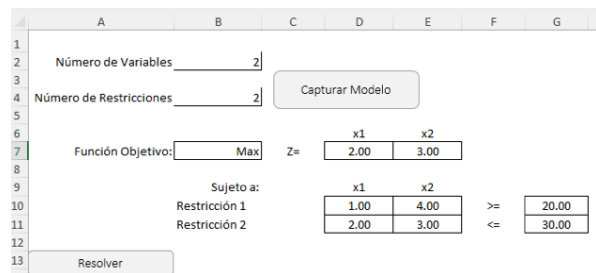 A B C D E F G
1
2 Número de Variables 2
3
4 Número de Restricciones 2 Capturar Modelo
5
6 x1 x2
7 Función Objetivo: Max Z= 2.00 3.00
8
9 Sujeto a: x1 x2
10 Restricción 1 1.00 4.00 >= 20.00
11 Restricción 2 2.00 3.00 <= 30.00
12
13 Resolver